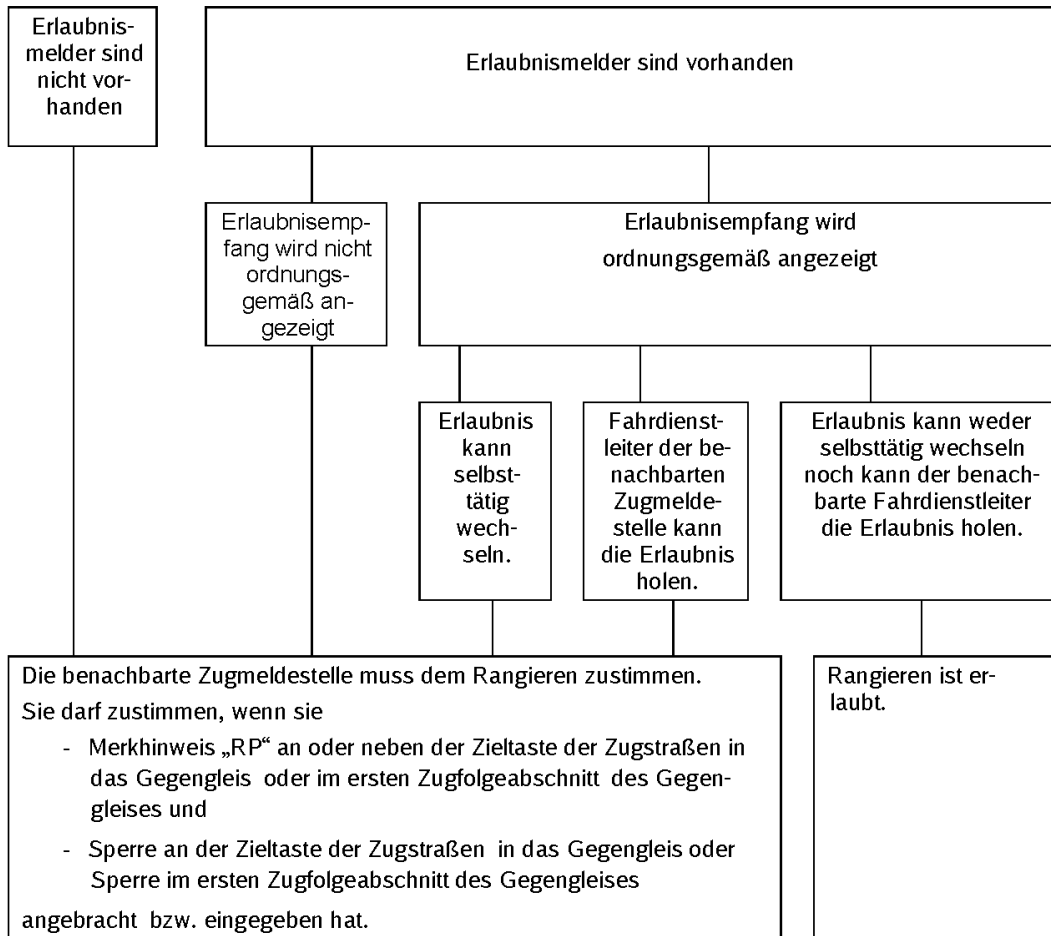 Erlaubnis-
melder sind
nicht vor-
handen
Erlaubnismelder sind vorhanden
Erlaubnisemp-
fang wird nicht
ordnungs-
gemäß an-
gezeigt
Erlaubnisempfang wird
ordnungsgemäß angezeigt
Erlaubnis
kann
selbst-
tätig
wech-
seln.
Fahrdienst-
leiter der be-
nachbarten
Zugmelde-
stelle kann
die Erlaubnis
holen.
Erlaubnis kann weder
selbsttätig wechseln
noch kann der benach-
barte Fahrdienstleiter
die Erlaubnis holen.
Die benachbarte Zugmeldestelle muss dem Rangieren zustimmen.
Sie darf zustimmen, wenn sie
- Merkhinweis „RP“ an oder neben der Zieltaste der Zugstraßen in
das Gegengleis oder im ersten Zugfolgeabschnitt des Gegen-
gleises und
- Sperre an der Zieltaste der Zugstraßen in das Gegengleis oder
Sperre im ersten Zugfolgeabschnitt des Gegengleises
angebracht bzw. eingegeben hat.
Rangieren ist er-
laubt.